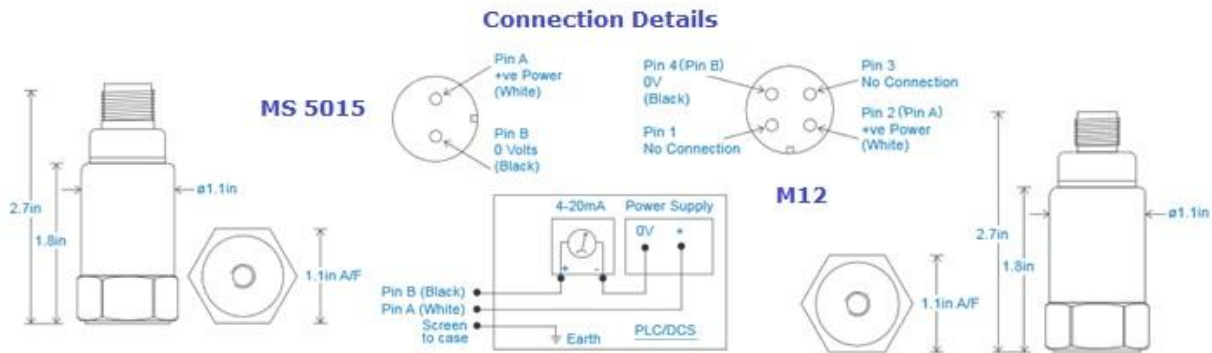 Connection Details
Pin A
+ve Power
(White)
MS 5015
Pin B
0 Volts
(Black)
Pin 4 (Pin B)
0V
(Black)
Pin 3
No Connection
Pin 1
No Connection
Pin 2 (Pin A)
+ve Power
(White)
M12
2.7in
1.8in
ø1.1in
1.1in A/F
4-20mA
Power Supply
0V
+
+
-
Pin B (Black)
Pin A (White)
Screen
to case
Earth
PLC/DCS
1.1in A/F
2.7in
1.8in
ø1.1in